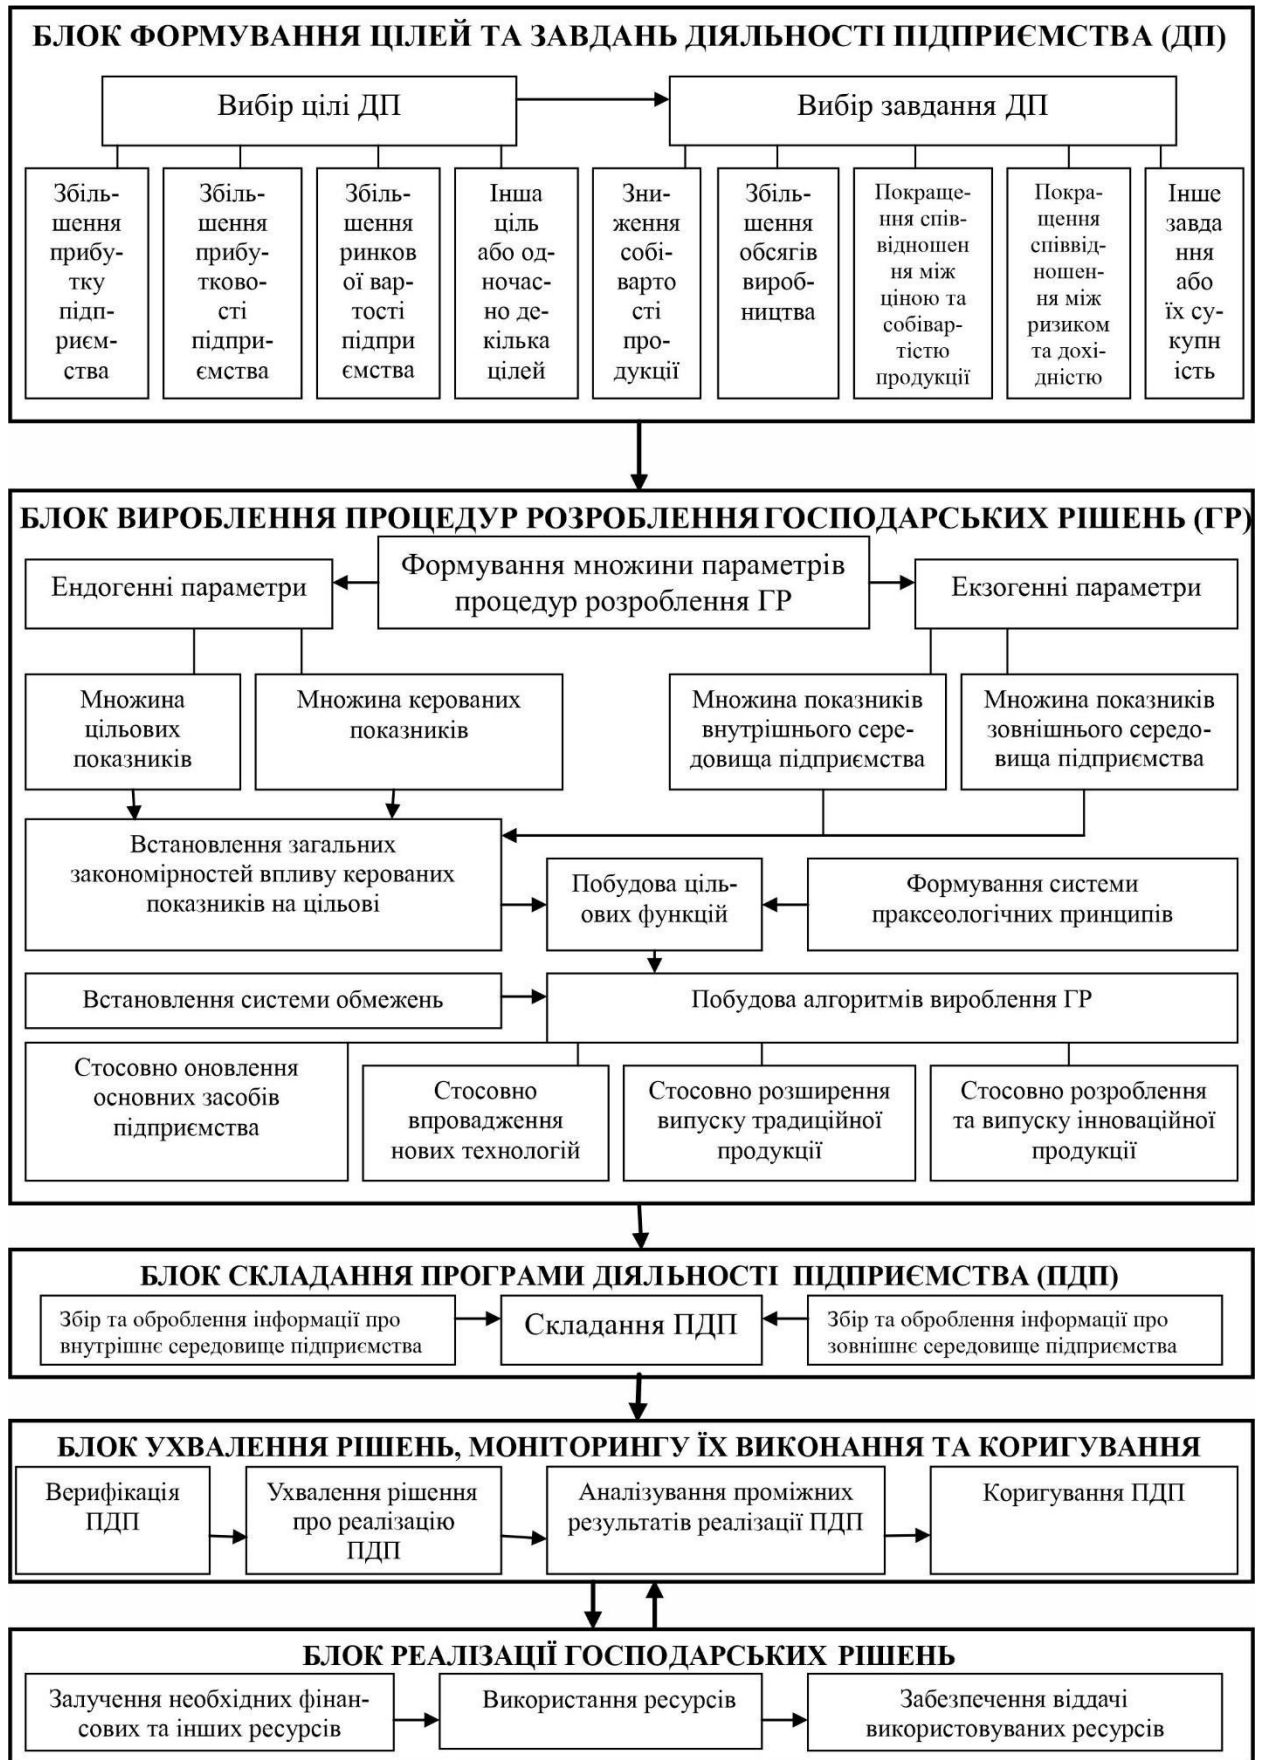 БЛОК ФОРМУВАННЯ ЦІЛЕЙ ТА ЗАВДАНЬ ДІЯЛЬНОСТІ ПІДПРИЄМСТВА (ДП)
Вибір цілі ДП
Вибір завдання ДП
Збіль-
шення
прибу-
тку
підп-
риєм-
ства
Збіль-
шення
прибу-
тково-
сті
підпри-
ємства
Збіль-
шення
ринков
ої вар-
тості
підпри
ємства
Інша
ціль
або од-
ночас-
но де-
кілька
цілей
Зни-
ження
собі-
варто
сті
про-
дукції
Збіль-
шення
обсягів
вироб-
ництва
Покраще-
ння спів-
відношен
ня між
ціною та
собівар-
тістю
продукції
Покра-
щення
співвід-
ношен-
ня між
ризиком
та дохі-
дністю
Інше
завда
ння
або
їх су-
купн
ість
БЛОК ВИРОБЛЕННЯ ПРОЦЕДУР РОЗРОБЛЕННЯ ГОСПОДАРСЬКИХ РІШЕНЬ (ГР)
Ендогенні параметри
Формування множини параметрів
процедур розроблення ГР
Екзогенні параметри
Множина
цільових
показників
Множина керованих
показників
Множина показників
внутрішнього сере-
довища підприємства
Множина показників
зовнішнього середо-
вища підприємства
Встановлення загальних
закономірностей впливу керованих
показників на цільові
Побудова ціль-
ових функцій
Формування системи
праксеологічних принципів
Встановлення системи обмежень
Побудова алгоритмів вироблення ГР
Стосовно оновлення
основних засобів
підприємства
Стосовно
впровадження
нових технологій
Стосовно розширення
випуску традиційної
продукції
Стосовно розроблення
та випуску інноваційної
продукції
БЛОК СКЛАДАННЯ ПРОГРАМИ ДІЯЛЬНОСТІ ПІДПРИЄМСТВА (ПДП)
Збір та оброблення інформації про
внутрішнє середовище підприємства
Складання ПДП
Збір та оброблення інформації про
зовнішнє середовище підприємства
БЛОК УХВАЛЕННЯ РІШЕНЬ, МОНІТОРИНГУ ЇХ ВИКОНАННЯ ТА КОРИГУВАННЯ
Верифікація
ПДП
Ухвалення рішення
про реалізацію
ПДП
Аналізування проміжних
результатів реалізації ПДП
Коригування ПДП
БЛОК РЕАЛІЗАЦІЇ ГОСПОДАРСЬКИХ РІШЕНЬ
Залучення необхідних фінан-
сових та інших ресурсів
Використання ресурсів
Забезпечення віддачі
використовуваних ресурсів